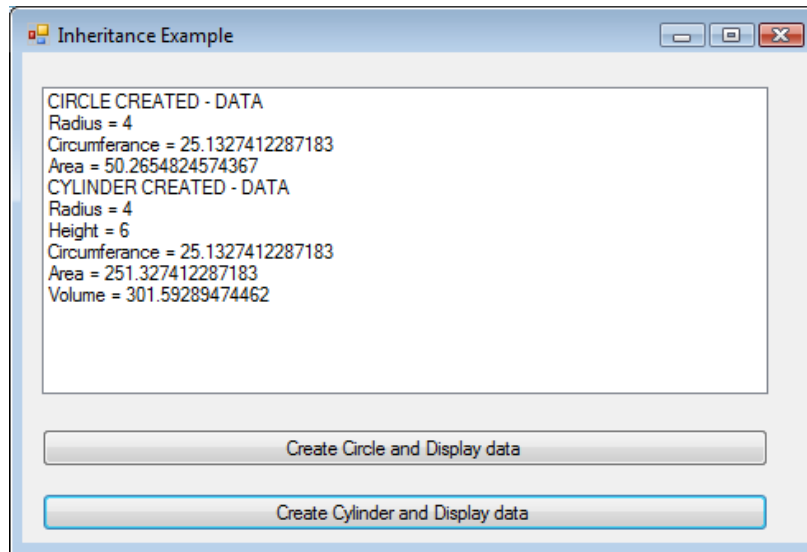 Inheritance Example
CIRCLE CREATED - DATA
Radius = 4
Circumferance = 25.1327412287183
Area = 50.2654824574367
CYLINDER CREATED - DATA
Radius = 4
Height = 6
Circumferance = 25.1327412287183
Area = 251.327412287183
Volume = 301.59289474462
Create Circle and Display data
Create Cylinder and Display data